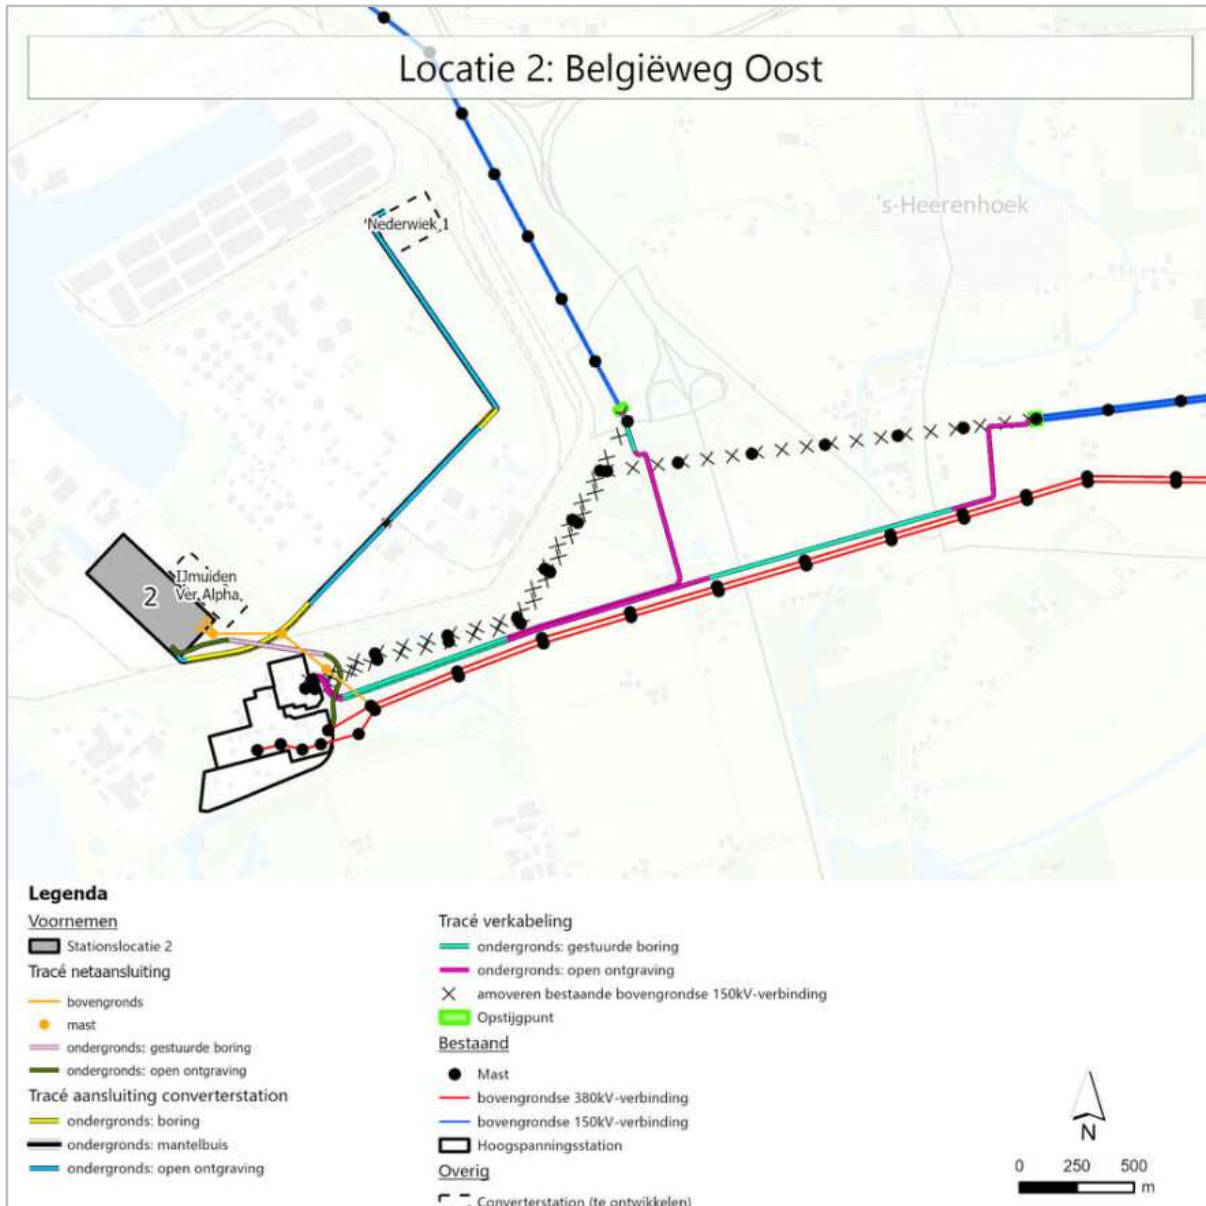 Locatie 2: Belgiëweg Oost
'Nederwiek 1
's-Heerenhoek
IJmuiden
Ver Alpha
2
Legenda
Voornemen
Stationslocatie 2
Tracé netaansluiting
bovengronds
mast
ondergronds: gestuurde boring
ondergronds: open ontgraving
Tracé aansluiting converterstation
ondergronds: boring
ondergronds: mantelbuis
ondergronds: open ontgraving
Tracé verkabeling
ondergronds: gestuurde boring
ondergronds: open ontgraving
amoveren bestaande bovengrondse 150kV-verbinding
Opstijgpunt
Bestaand
Mast
bovengrondse 380kV-verbinding
bovengrondse 150kV-verbinding
Hoogspanningsstation
Overig
Converterstation (te ontwikkelen)
N
0 250 500
m